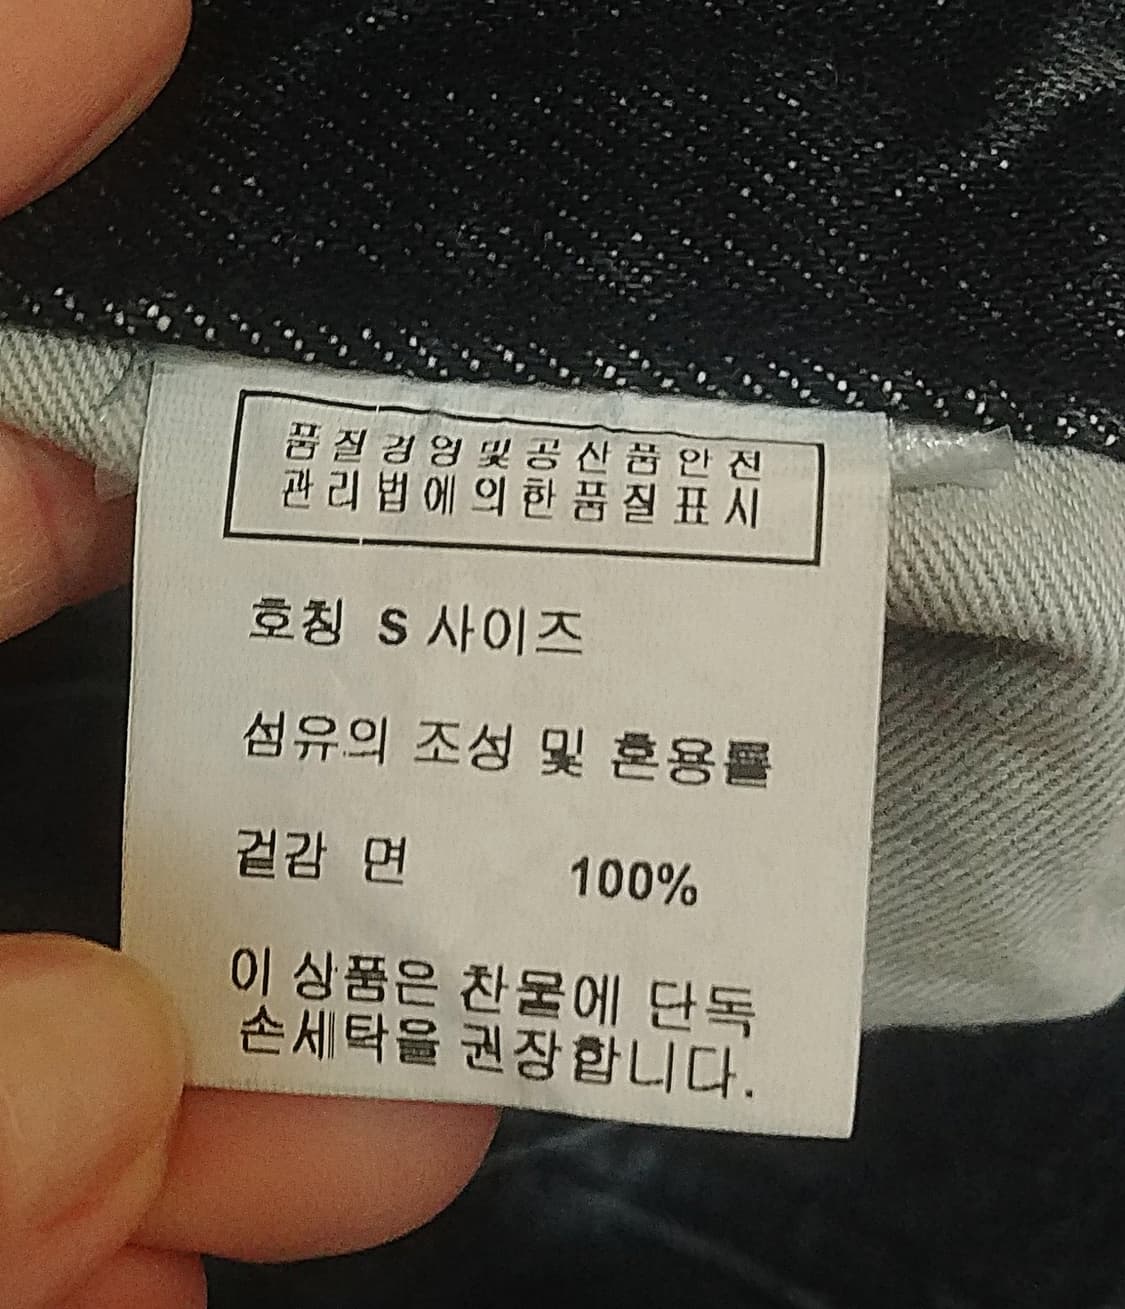 품질경영및공산품안전
관리법에의한품질표시
호칭 S 사이즈
섬유의 조성 및 혼용률
겉감 면 100%
이 상품은 찬물에 단독
손세탁을 권장합니다.